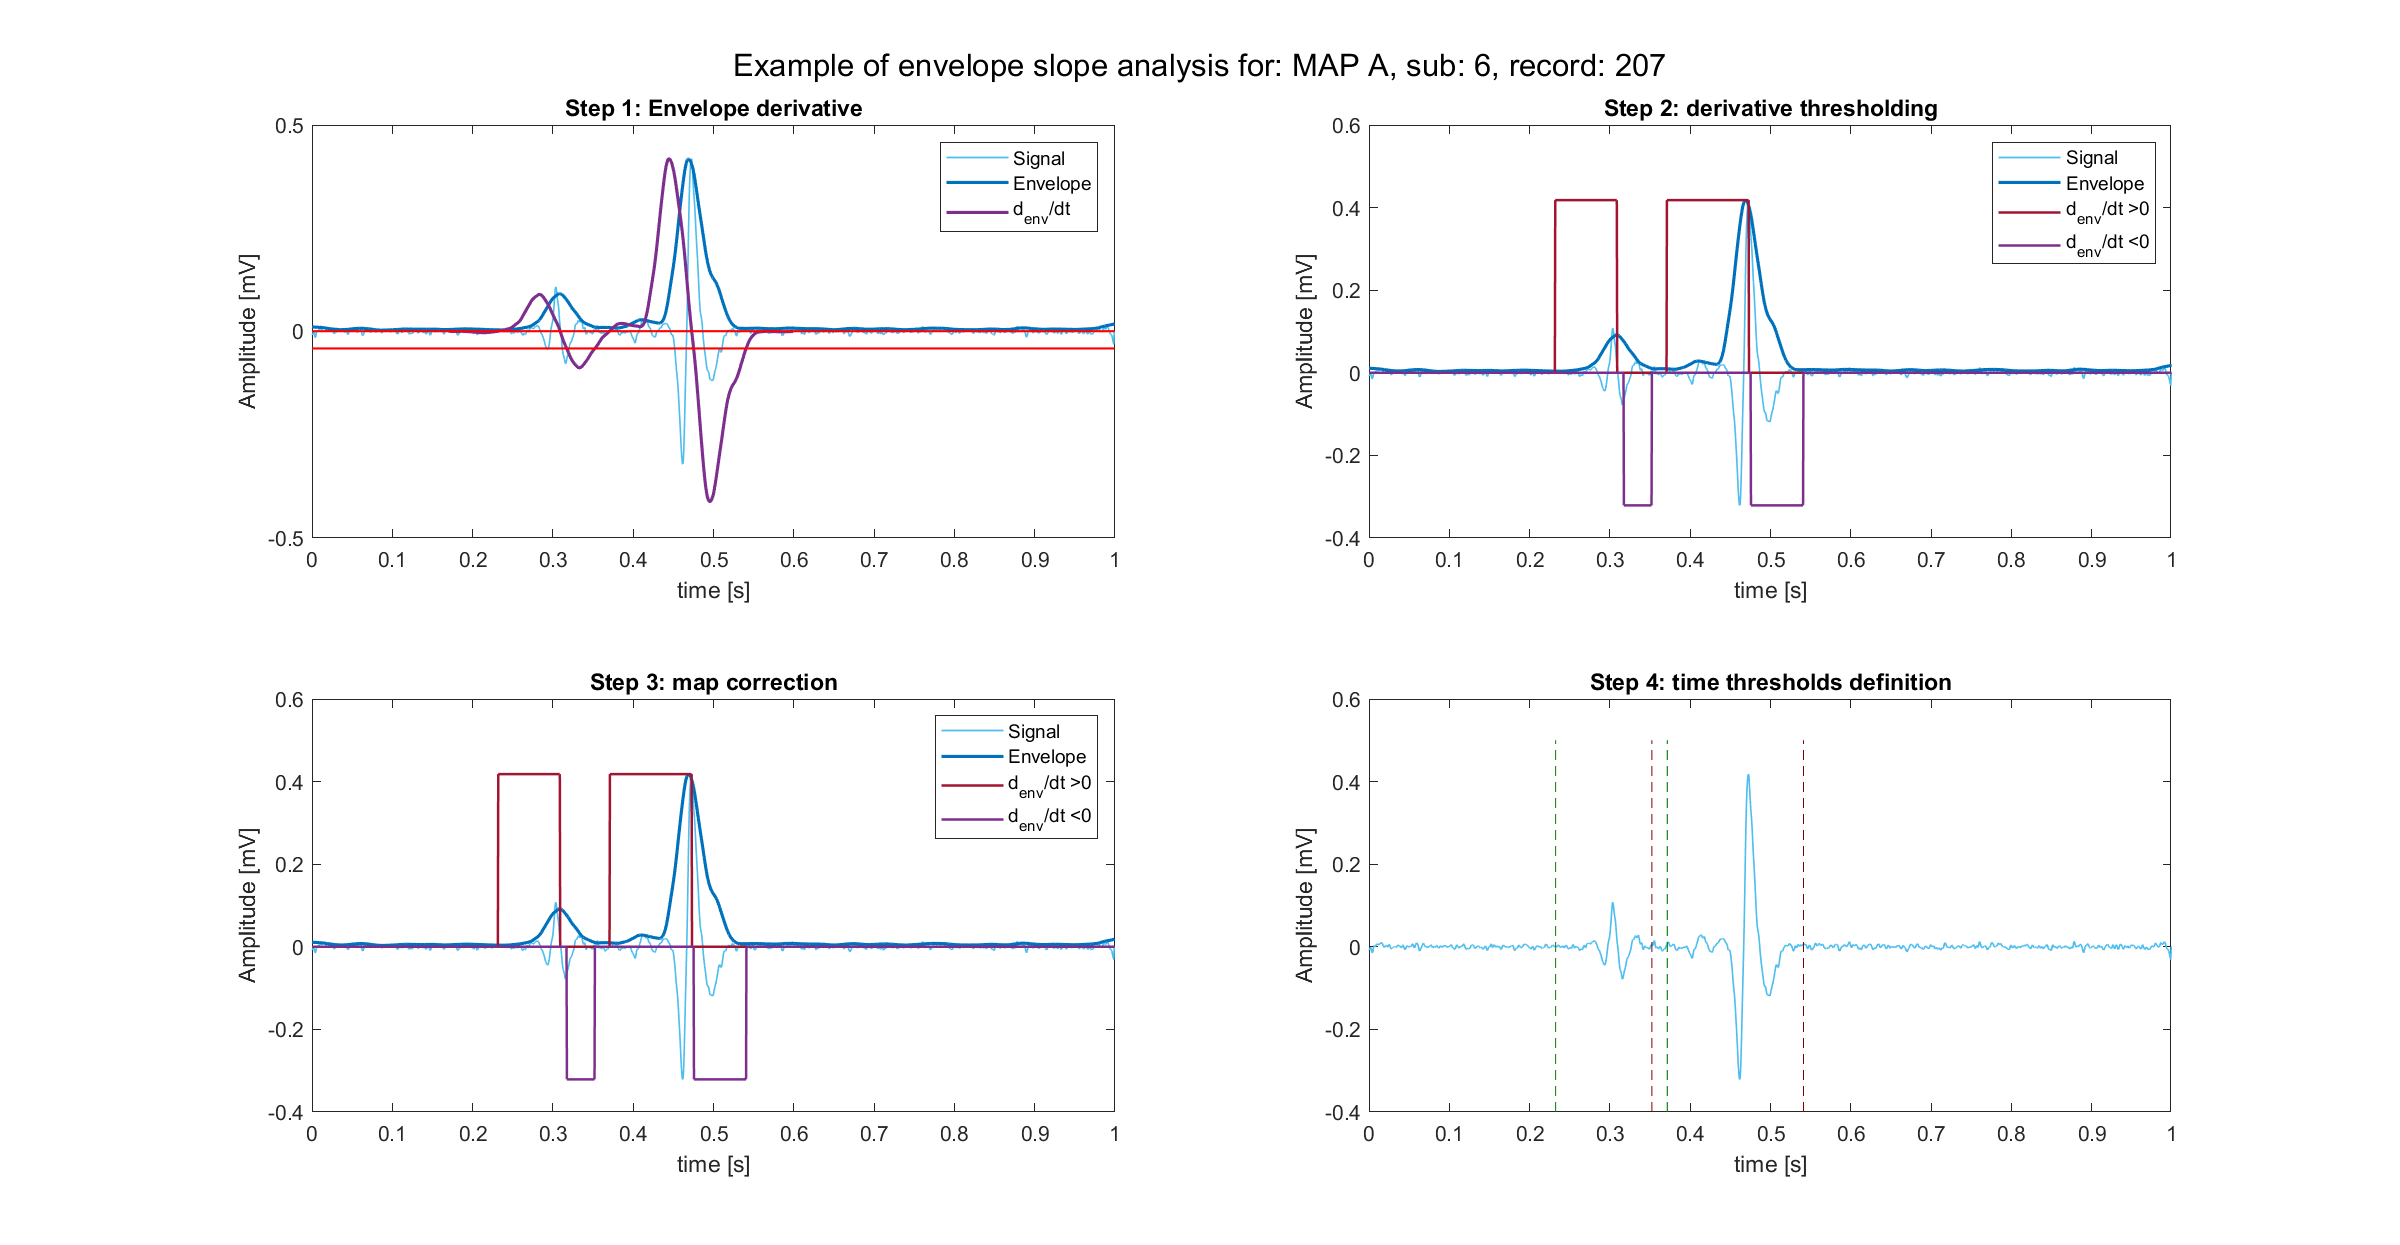 Example of envelope slope analysis for: MAP A, sub: 6, record: 207
Step 1: Envelope derivative
0.5
0
-0.5
Amplitude [mV]
0 0.1 0.2 0.3 0.4 0.5 0.6 0.7 0.8 0.9 1
time [s]
Signal
Envelope
d_env/dt
Step 2: derivative thresholding
0.6
0.4
0.2
0
-0.2
-0.4
Amplitude [mV]
0 0.1 0.2 0.3 0.4 0.5 0.6 0.7 0.8 0.9 1
time [s]
Signal
Envelope
d_env/dt >0
d_env/dt <0
Step 3: map correction
0.6
0.4
0.2
0
-0.2
-0.4
Amplitude [mV]
0 0.1 0.2 0.3 0.4 0.5 0.6 0.7 0.8 0.9 1
time [s]
Signal
Envelope
d_env/dt >0
d_env/dt <0
Step 4: time thresholds definition
0.6
0.4
0.2
0
-0.2
-0.4
Amplitude [mV]
0 0.1 0.2 0.3 0.4 0.5 0.6 0.7 0.8 0.9 1
time [s]